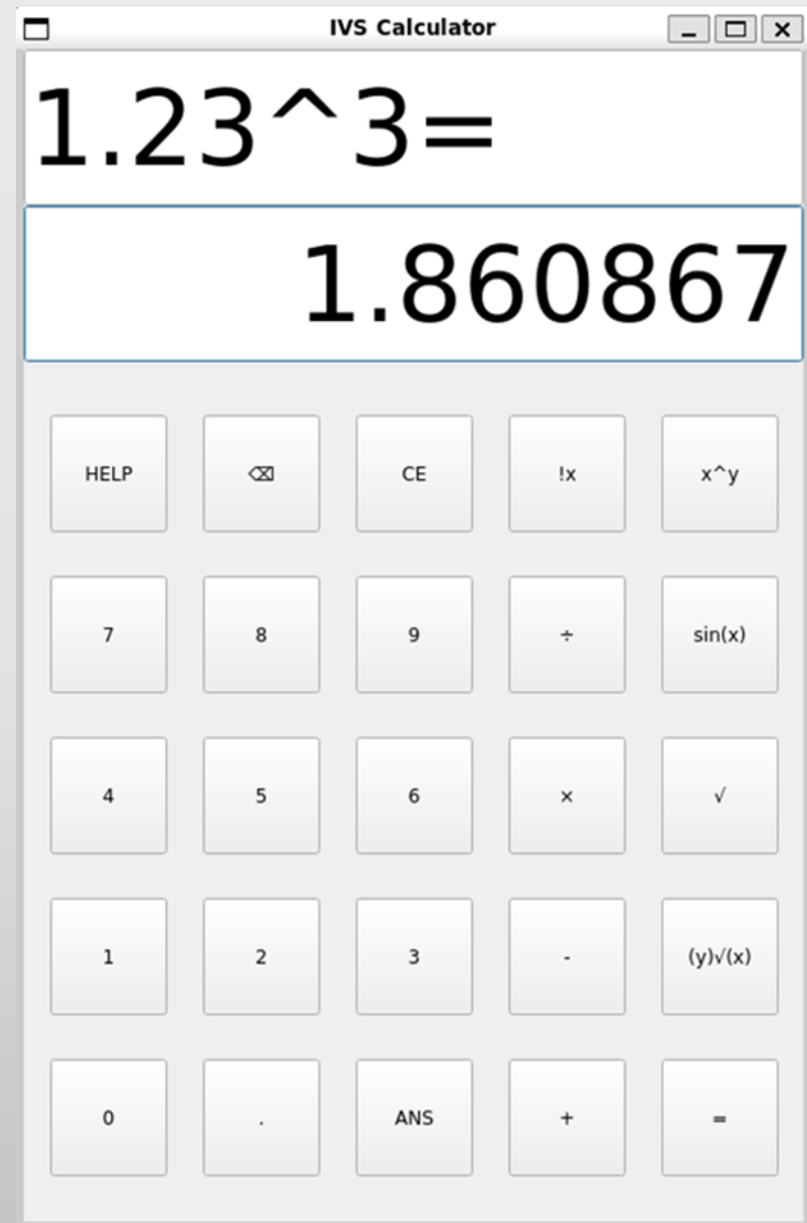 IVS Calculator
1.23^3=
1.860867
HELP ⌫ CE !x x^y
7 8 9 ÷ sin(x)
4 5 6 × √
1 2 3 - (y)√(x)
0 . ANS + =